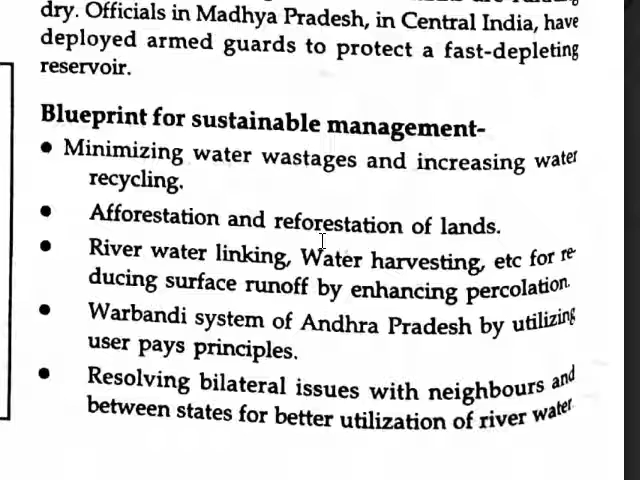 dry. Officials in Madhya Pradesh, in Central India, have
deployed armed guards to protect a fast-depleting
reservoir.
Blueprint for sustainable management-
• Minimizing water wastages and increasing water
recycling.
• Afforestation and reforestation of lands.
• River water linking, Water harvesting, etc for re-
ducing surface runoff by enhancing percolation.
• Warbandi system of Andhra Pradesh by utilizing
user pays principles.
• Resolving bilateral issues with neighbours and
between states for better utilization of river water